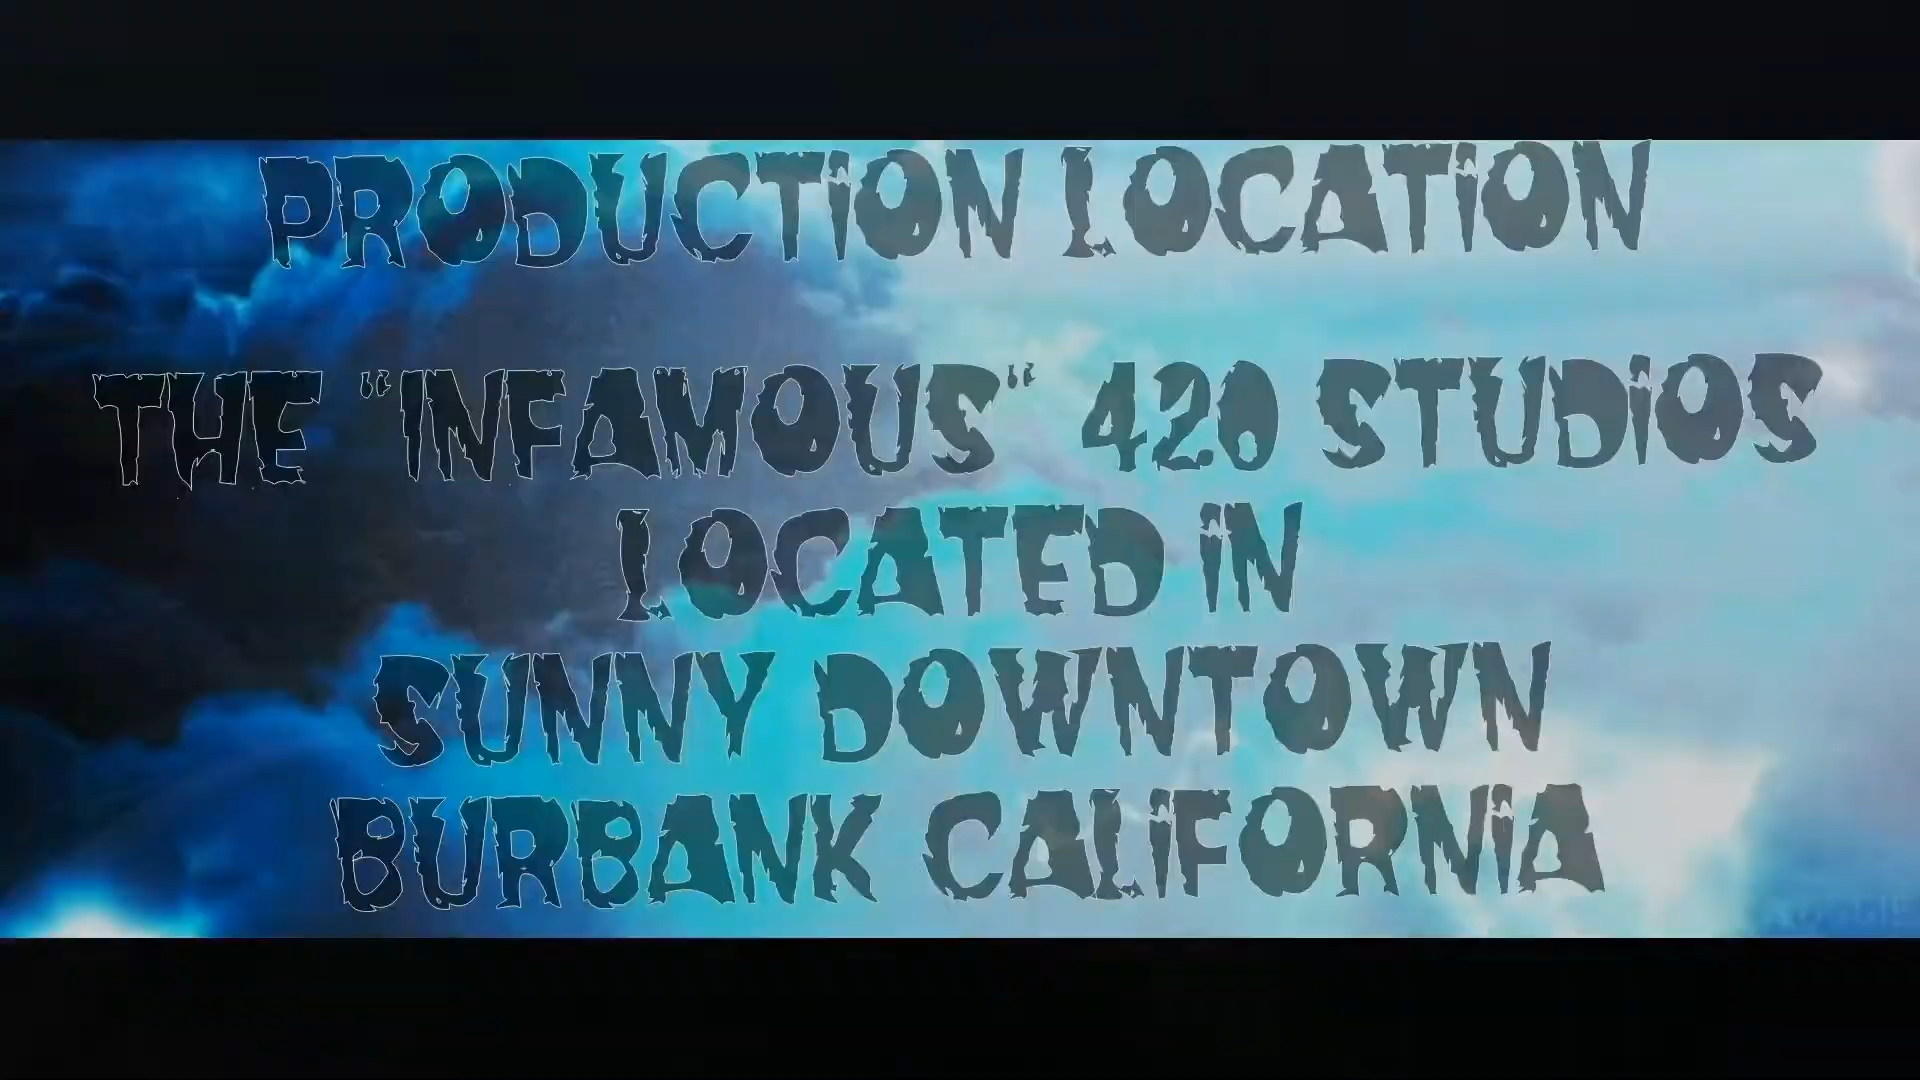 PRODUCTION LOCATION
THE "INFAMOUS" 420 STUDIOS
LOCATED IN
SUNNY DOWNTOWN
BURBANK CALIFORNIA